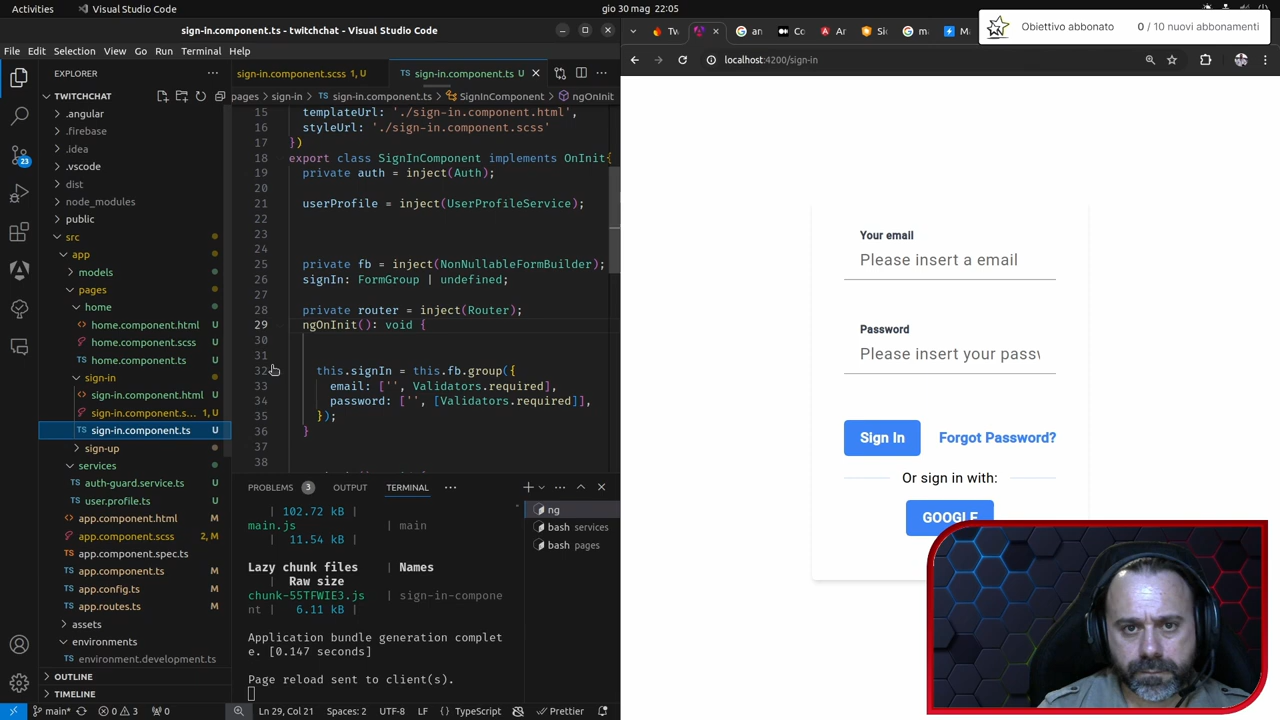 Activities
Visual Studio Code
gio 30 mag 22:05
sign-in.component.ts - twitchchat - Visual Studio Code
File Edit Selection View Go Run Terminal Help
EXPLORER
TWITCHCHAT
.angular
.firebase
.idea
.vscode
dist
node_modules
public
src
app
models
pages
home
home.component.html U
home.component.scss U
home.component.ts U
sign-in
sign-in.component.html U
sign-in.component.s... 1, U
sign-in.component.ts U
sign-up
services
auth-guard.service.ts U
user.profile.ts U
app.component.html M
app.component.scss 2, M
app.component.spec.ts
app.component.ts M
app.config.ts M
app.routes.ts M
assets
environments
environment.development.ts
OUTLINE
TIMELINE
23
sign-in.component.scss 1, U
TS sign-in.component.ts U
pages > sign-in > TS sign-in.component.ts > SignInComponent > ngOnInit
15 templateUrl: './sign-in.component.html',
16 styleUrl: './sign-in.component.scss'
17 })
18 export class SignInComponent implements OnInit{
19 private auth = inject(Auth);
20
21 userProfile = inject(UserProfileService);
22
23
24
25 private fb = inject(NonNullableFormBuilder);
26 signIn: FormGroup | undefined;
27
28 private router = inject(Router);
29 ngOnInit(): void {
30
31
32 this.signIn = this.fb.group({
33 email: ['', Validators.required],
34 password: ['', [Validators.required]],
35 });
36 }
37
38
PROBLEMS 3 OUTPUT TERMINAL
| 102.72 kB |
main.js | main
| 11.54 kB |
Lazy chunk files | Names
| Raw size
chunk-55TFWIE3.js | sign-in-compone
nt | 6.11 kB |
Application bundle generation complet
e. [0.147 seconds]
Page reload sent to client(s).
ng
bash services
bash pages
main*
0 3
0
Ln 29, Col 21
Spaces: 2
UTF-8
LF
TypeScript
Prettier
localhost:4200/sign-in
Obiettivo abbonato
0 / 10 nuovi abbonamenti
Your email
Please insert a email
Password
Please insert your passw
Sign In
Forgot Password?
Or sign in with:
GOOGLE